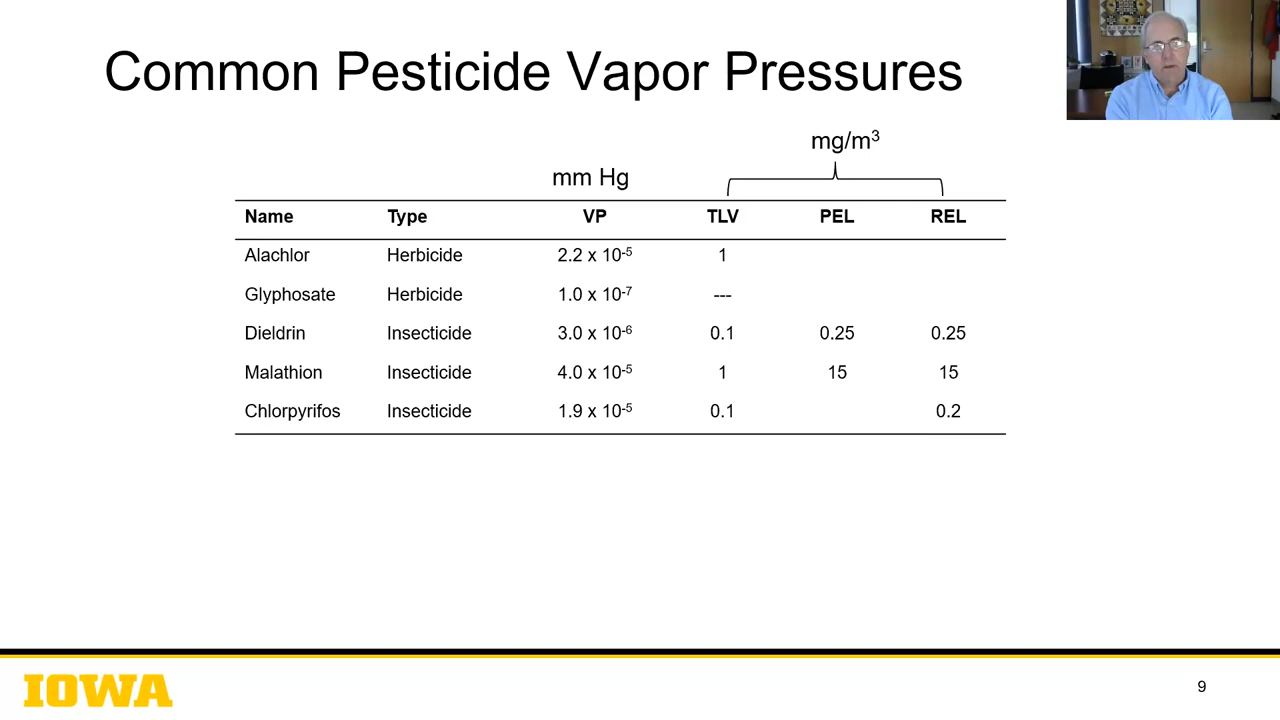 Common Pesticide Vapor Pressures
mg/m³
mm Hg
Name Type VP TLV PEL REL
Alachlor Herbicide 2.2 x 10⁻⁵ 1
Glyphosate Herbicide 1.0 x 10⁻⁷ ---
Dieldrin Insecticide 3.0 x 10⁻⁶ 0.1 0.25 0.25
Malathion Insecticide 4.0 x 10⁻⁵ 1 15 15
Chlorpyrifos Insecticide 1.9 x 10⁻⁵ 0.1 0.2
IOWA
9